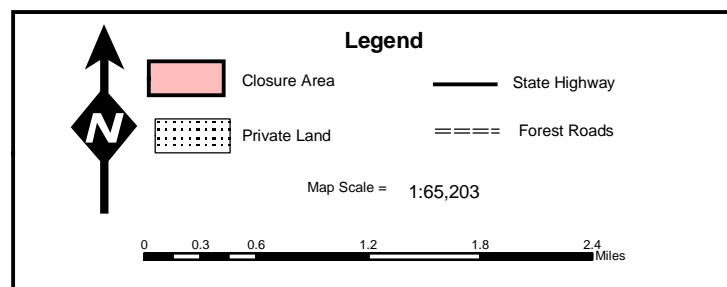 Legend
Closure Area
State Highway
N
Private Land
Forest Roads
Map Scale = 1:65,203
0 0.3 0.6 1.2 1.8 2.4
Miles